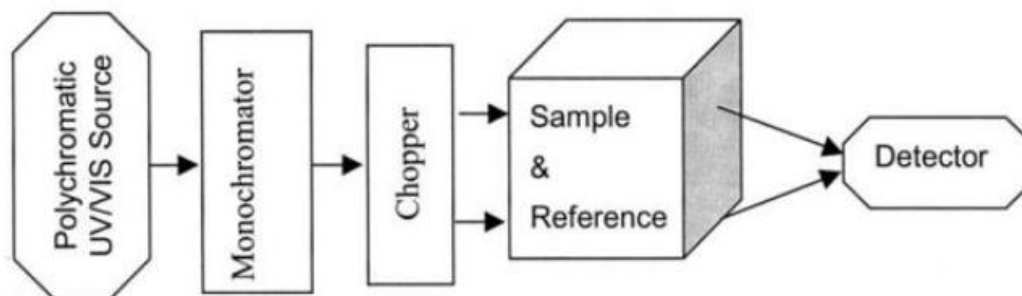 Polychromatic
UV/VIS Source
Monochromator
Chopper
Sample
&
Reference
Detector